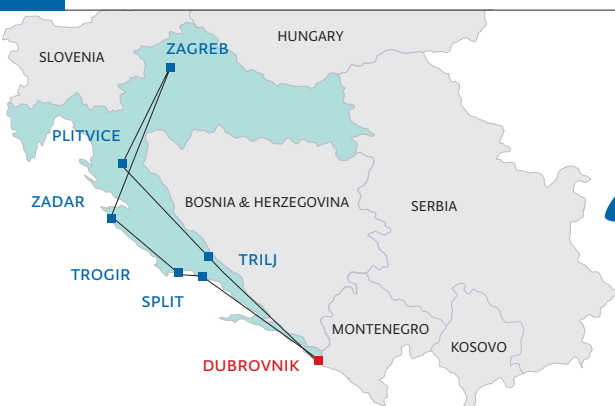 HUNGARY
ZAGREB
SLOVENIA
PLITVICE
ZADAR
BOSNIA & HERZEGOVINA
SERBIA
TRILJ
TROGIR
SPLIT
MONTENEGRO
KOSOVO
DUBROVNIK